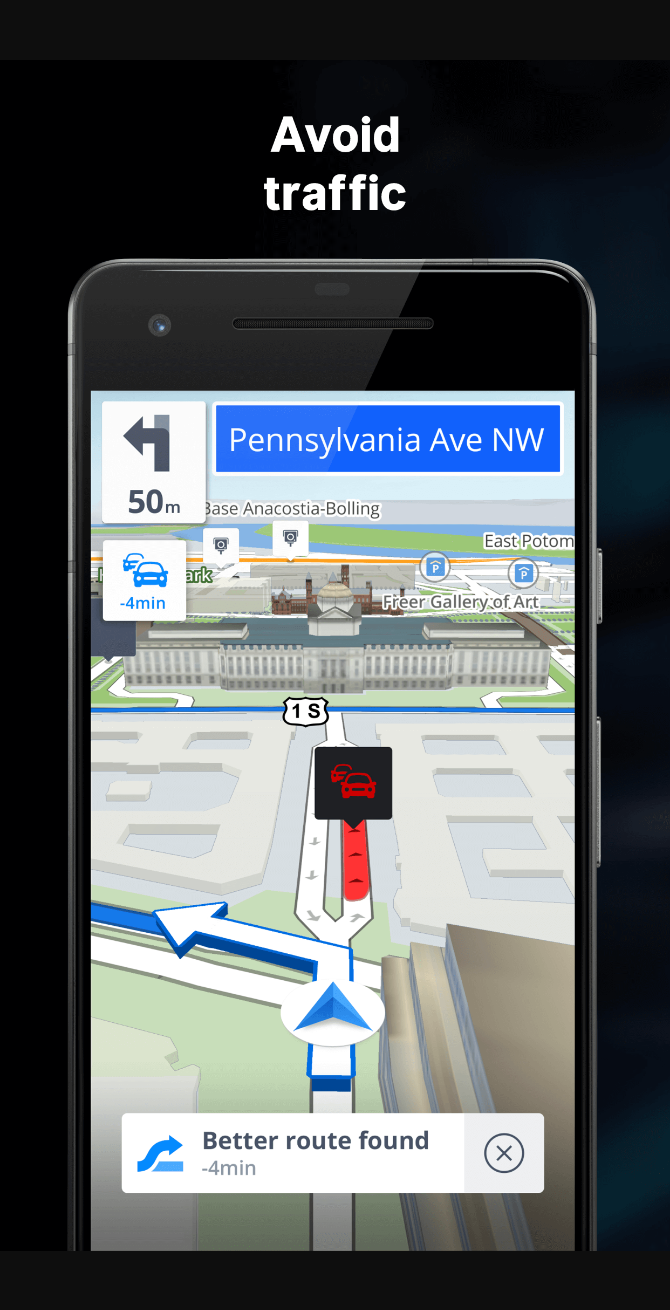 Avoid
traffic
Pennsylvania Ave NW
50m
Base Anacostia-Bolling
East Potom
-4min
ark
P
P
Freer Gallery of Art
1 S
Better route found
-4min